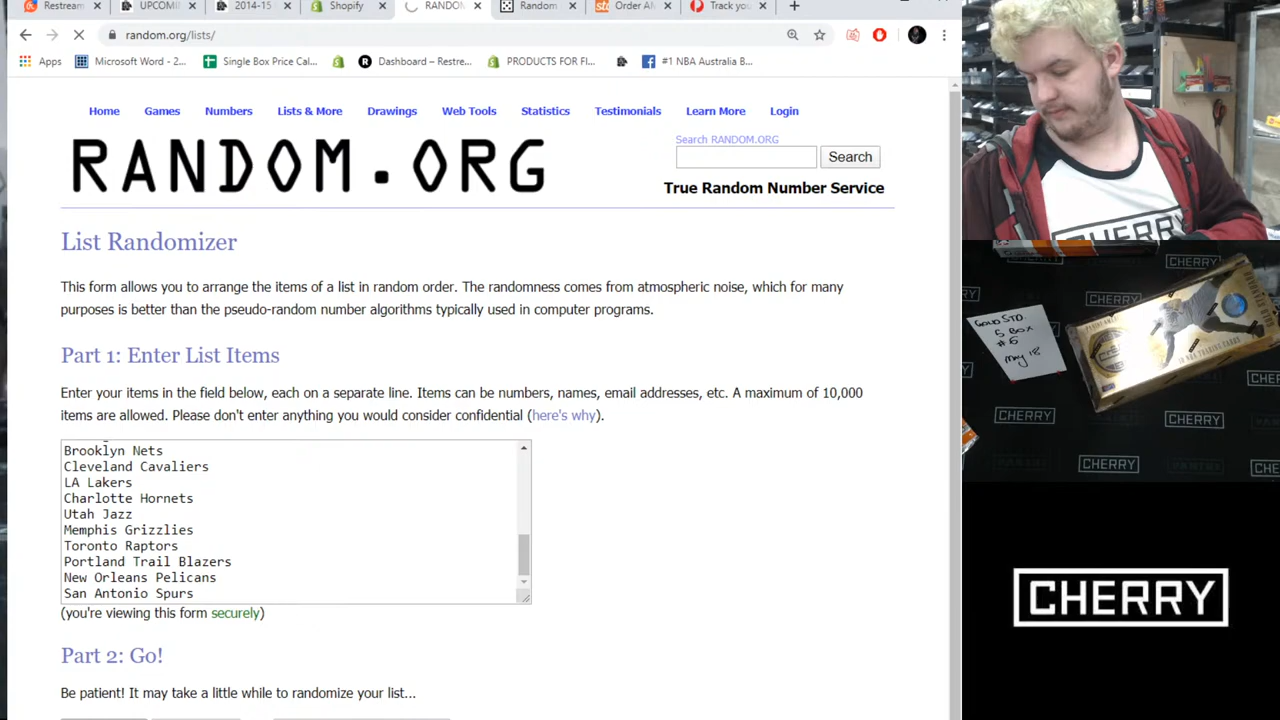 Restream
UPCOMI
2014-15
Shopify
RANDO
Random
Order A
Track you
random.org/lists/
Apps
Microsoft Word - 2...
Single Box Price Cal...
Dashboard – Restre...
PRODUCTS FOR FI...
#1 NBA Australia B...
Home Games Numbers Lists & More Drawings Web Tools Statistics Testimonials Learn More Login
RANDOM.ORG
Search RANDOM.ORG
Search
True Random Number Service
List Randomizer
This form allows you to arrange the items of a list in random order. The randomness comes from atmospheric noise, which for many
purposes is better than the pseudo-random number algorithms typically used in computer programs.
Part 1: Enter List Items
Enter your items in the field below, each on a separate line. Items can be numbers, names, email addresses, etc. A maximum of 10,000
items are allowed. Please don't enter anything you would consider confidential (here's why).
Brooklyn Nets
Cleveland Cavaliers
LA Lakers
Charlotte Hornets
Utah Jazz
Memphis Grizzlies
Toronto Raptors
Portland Trail Blazers
New Orleans Pelicans
San Antonio Spurs
(you're viewing this form securely)
Part 2: Go!
Be patient! It may take a little while to randomize your list...
CHERRY
GOLD STD
5 BOX
#6
May 18
CHERRY
CHERRY
CHERRY
CHERRY
CHERRY
CHERRY